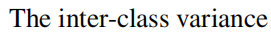 The inter-class variance